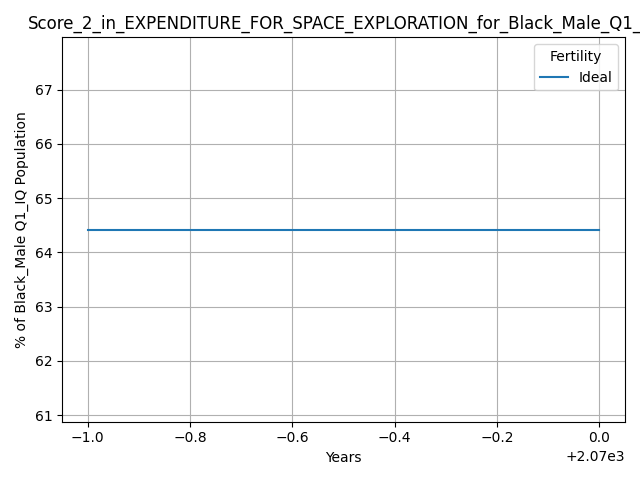 Score_2_in_EXPENDITURE_FOR_SPACE_EXPLORATION_for_Black_Male_Q1_
Fertility
Ideal
% of Black_Male Q1_IQ Population
67
66
65
64
63
62
61
−1.0 −0.8 −0.6 −0.4 −0.2 0.0
Years
+2.07e3